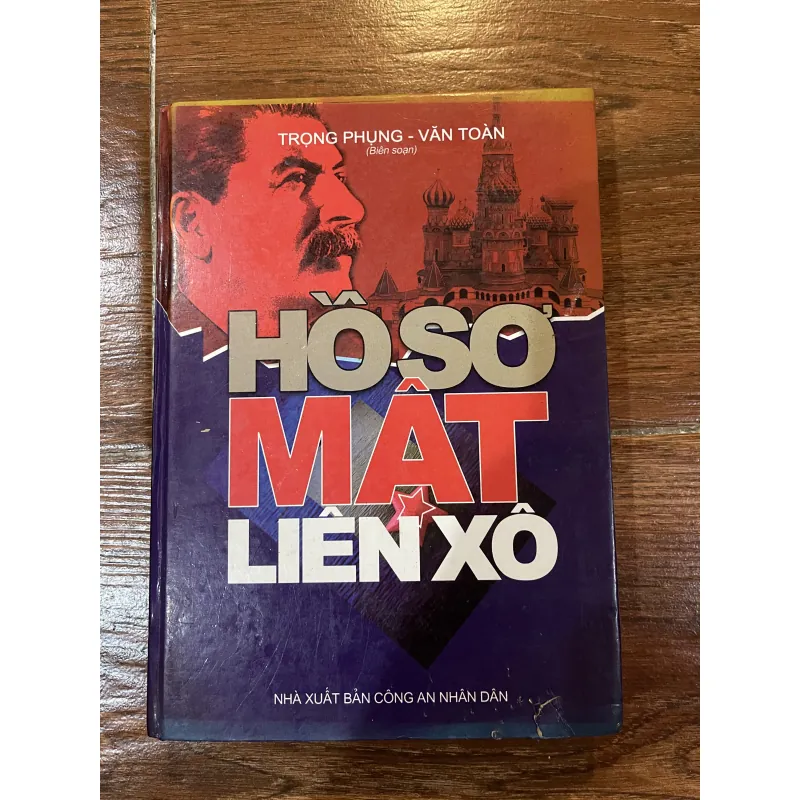 TRỌNG PHỤNG - VĂN TOÀN
(Biên soạn)
HỒ SƠ
MẬT
LIÊN XÔ
NHÀ XUẤT BẢN CÔNG AN NHÂN DÂN